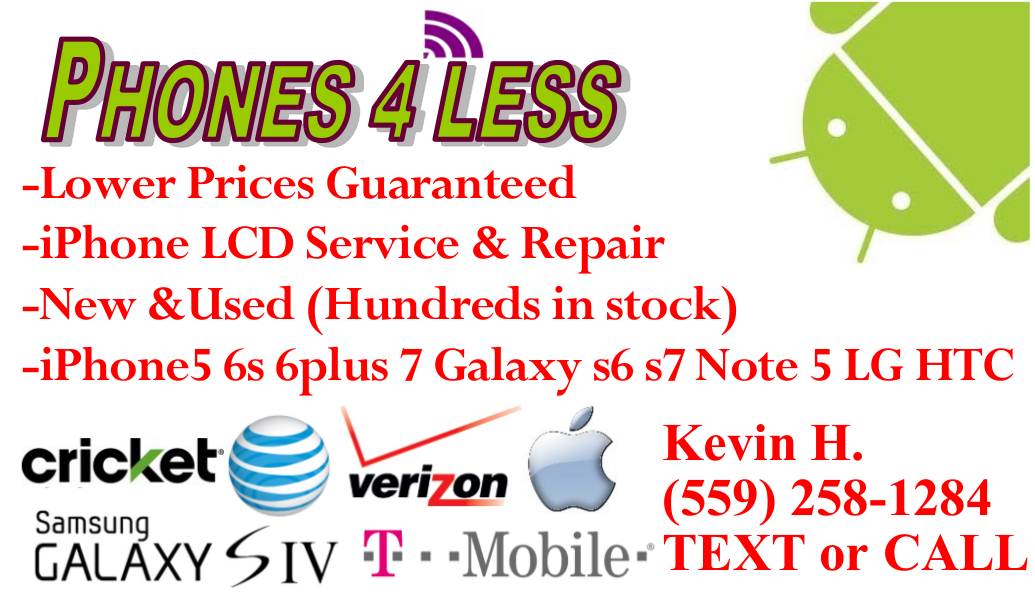 PHONES 4 LESS
-Lower Prices Guaranteed
-iPhone LCD Service & Repair
-New &Used (Hundreds in stock)
-iPhone5 6s 6plus 7 Galaxy s6 s7 Note 5 LG HTC
cricket
verizon
Kevin H.
(559) 258-1284
TEXT or CALL
Samsung
GALAXY SIV
T··Mobile·®